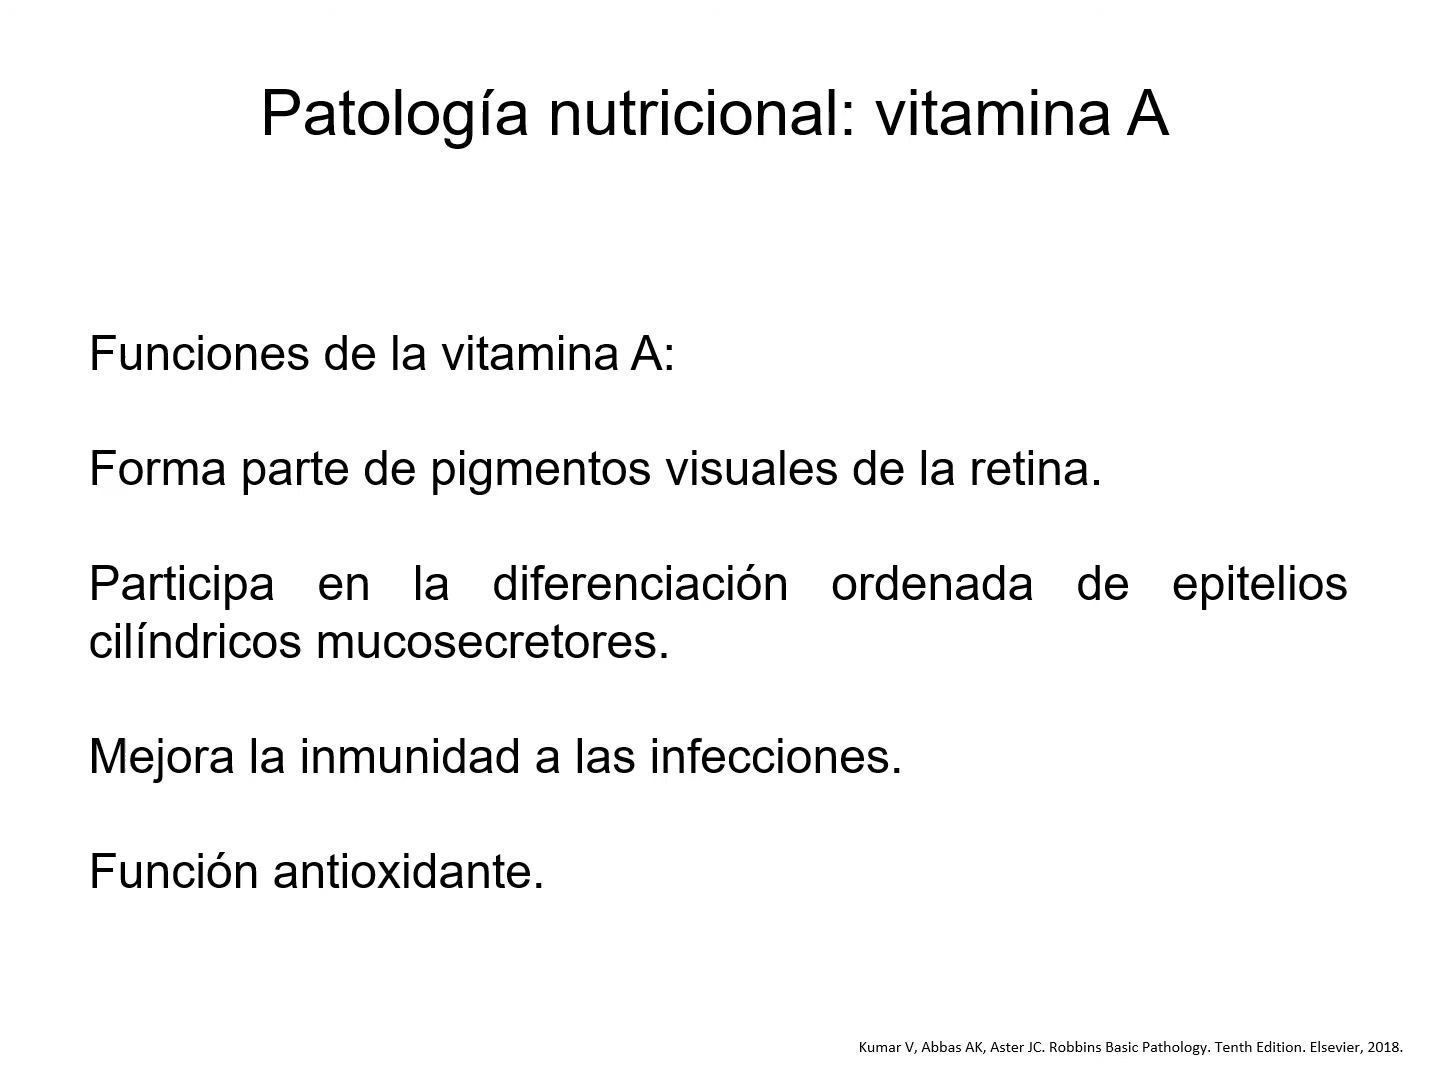 Patología nutricional: vitamina A
Funciones de la vitamina A:
Forma parte de pigmentos visuales de la retina.
Participa en la diferenciación ordenada de epitelios
cilíndricos mucosecretores.
Mejora la inmunidad a las infecciones.
Función antioxidante.
Kumar V, Abbas AK, Aster JC. Robbins Basic Pathology. Tenth Edition. Elsevier, 2018.